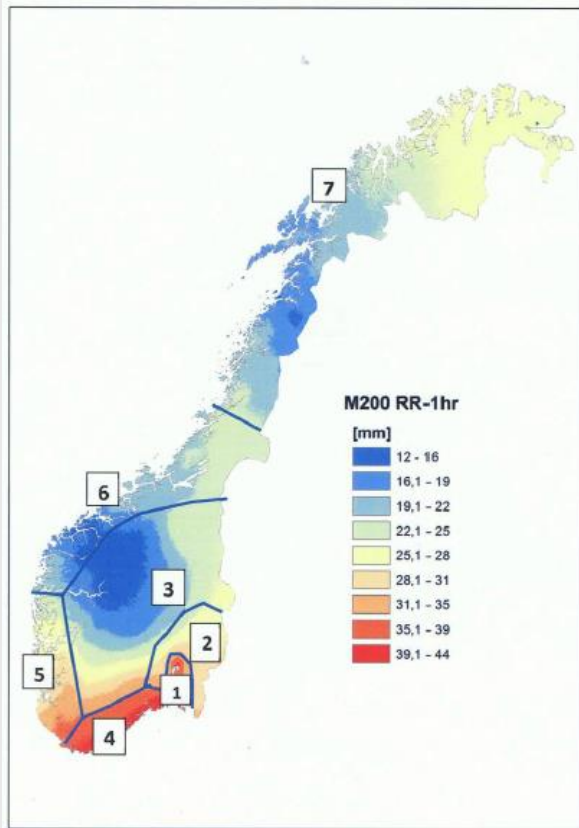 7
M200 RR-1hr
[mm]
12 - 16
16,1 – 19
19,1 – 22
22,1 – 25
25,1 – 28
28,1 – 31
31,1 – 35
35,1 – 39
39,1 – 44
6
3
2
5
1
4